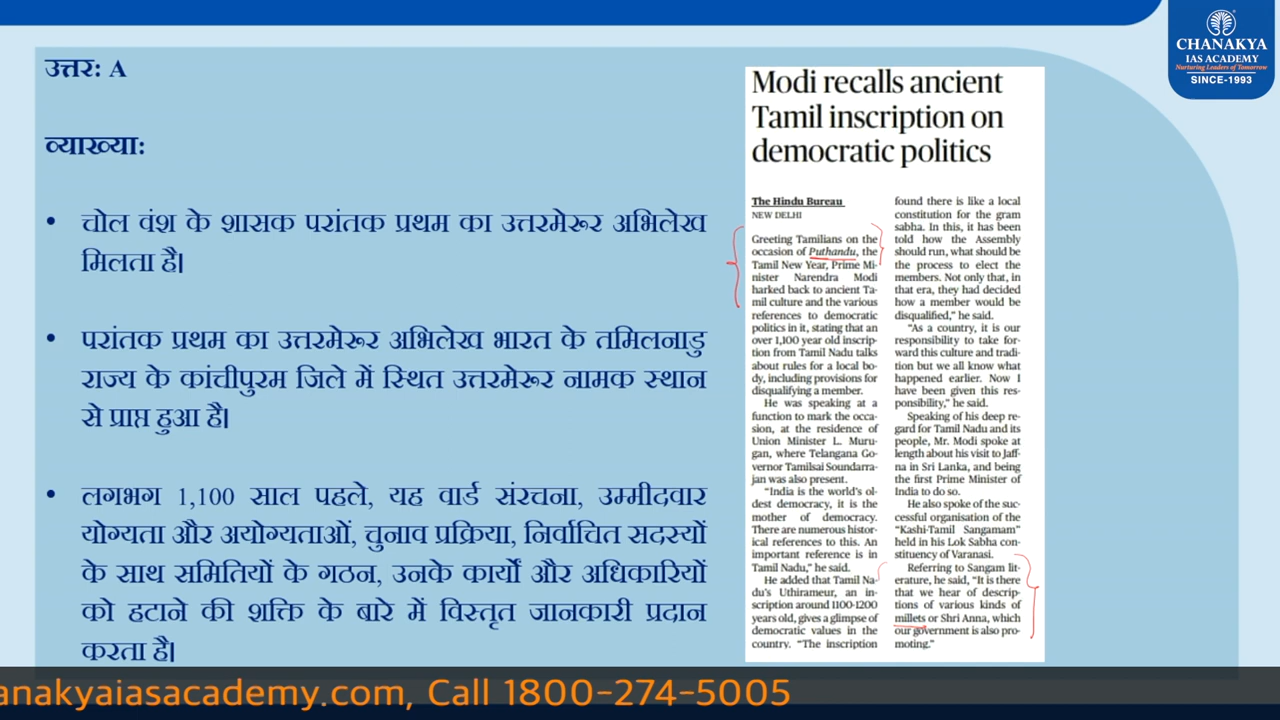 CHANAKYA
IAS ACADEMY
Nurturing Leaders of Tomorrow
SINCE-1993
उत्तर: A
व्याख्या:
• चोल वंश के शासक परांतक प्रथम का उत्तरमेरूर अभिलेख
मिलता है।
• परांतक प्रथम का उत्तरमेरूर अभिलेख भारत के तमिलनाडु
राज्य के कांचीपुरम जिले में स्थित उत्तरमेरूर नामक स्थान
से प्राप्त हुआ है।
• लगभग 1,100 साल पहले, यह वार्ड संरचना, उम्मीदवार
योग्यता और अयोग्यताओं, चुनाव प्रक्रिया, निर्वाचित सदस्यों
के साथ समितियों के गठन, उनके कार्यों और अधिकारियों
को हटाने की शक्ति के बारे में विस्तृत जानकारी प्रदान
करता है।
Modi recalls ancient
Tamil inscription on
democratic politics
The Hindu Bureau
NEW DELHI
Greeting Tamilians on the
occasion of Puthandu, the
Tamil New Year, Prime Mi-
nister Narendra Modi
harked back to ancient Ta-
mil culture and the various
references to democratic
politics in it, stating that an
over 1,100 year old inscrip-
tion from Tamil Nadu talks
about rules for a local bo-
dy, including provisions for
disqualifying a member.
He was speaking at a
function to mark the occa-
sion, at the residence of
Union Minister L. Muru-
gan, where Telangana Go-
vernor Tamilsai Soundarra-
jan was also present.
“India is the world's ol-
dest democracy, it is the
mother of democracy.
There are numerous histor-
ical references to this. An
important reference is in
Tamil Nadu,” he said.
He added that Tamil Na-
du's Uthirameur, an in-
scription around 1100-1200
years old, gives a glimpse of
democratic values in the
country. “The inscription
found there is like a local
constitution for the gram
sabha. In this, it has been
told how the Assembly
should run, what should be
the process to elect the
members. Not only that, in
that era, they had decided
how a member would be
disqualified,” he said.
“As a country, it is our
responsibility to take for-
ward this culture and tradi-
tion but we all know what
happened earlier. Now I
have been given this res-
ponsibility,” he said.
Speaking of his deep re-
gard for Tamil Nadu and its
people, Mr. Modi spoke at
length about his visit to Jaff-
na in Sri Lanka, and being
the first Prime Minister of
India to do so.
He also spoke of the suc-
cessful organisation of the
“Kashi-Tamil Sangamam”
held in his Lok Sabha con-
stituency of Varanasi.
Referring to Sangam lit-
erature, he said, “It is there
that we hear of descrip-
tions of various kinds of
millets or Shri Anna, which
our government is also pro-
moting.”
anakyaiasacademy.com, Call 1800-274-5005